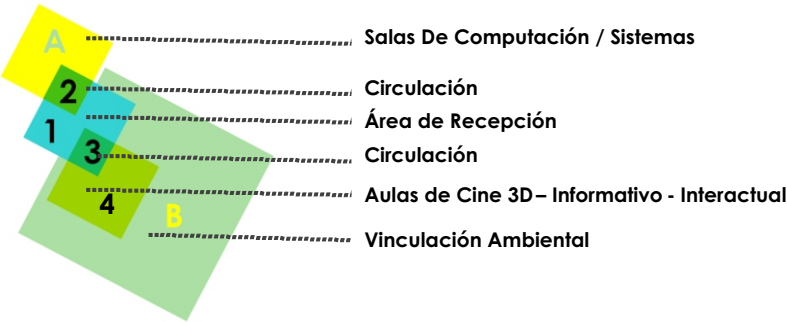 A
Salas De Computación / Sistemas
2
Circulación
1
Área de Recepción
3
Circulación
4
Aulas de Cine 3D – Informativo - Interactual
B
Vinculación Ambiental